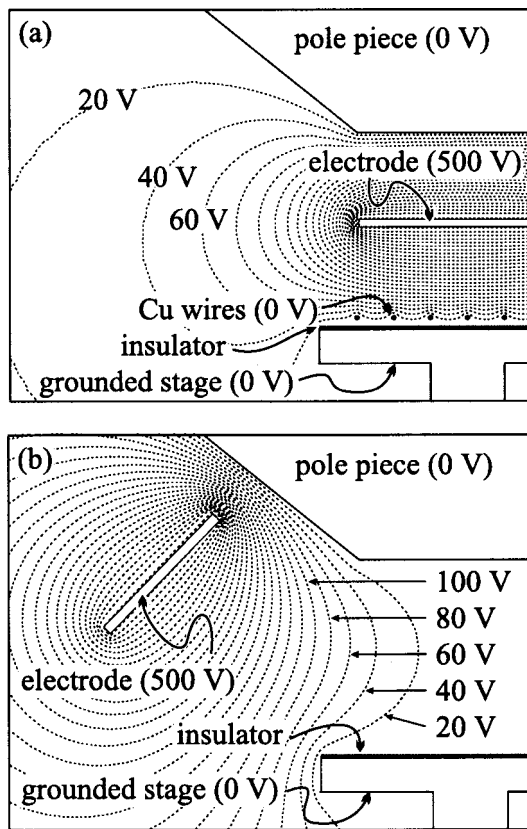 (a)
pole piece (0 V)
20 V
electrode (500 V)
40 V
60 V
Cu wires (0 V)
insulator
grounded stage (0 V)
(b)
pole piece (0 V)
100 V
80 V
electrode (500 V)
60 V
40 V
insulator
20 V
grounded stage (0 V)